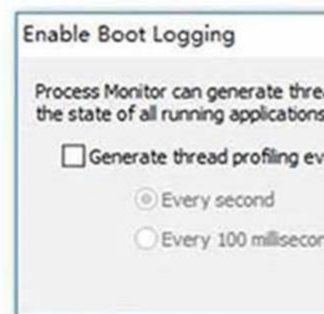 Enable Boot Logging
Process Monitor can generate
the state of all running applications
Generate thread profiling
Every second
Every 100